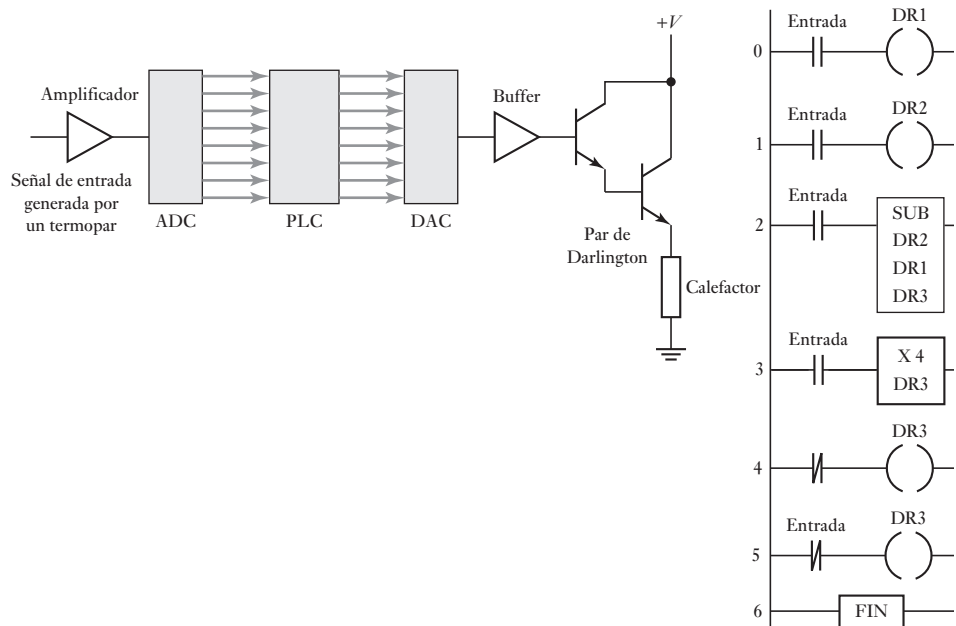 Amplificador
Señal de entrada
generada por
un termopar
ADC
PLC
DAC
Buffer
+V
Par de
Darlington
Calefactor
0
Entrada
DR1
1
Entrada
DR2
2
Entrada
SUB
DR2
DR1
DR3
3
Entrada
X 4
DR3
4
DR3
5
Entrada
DR3
6
FIN